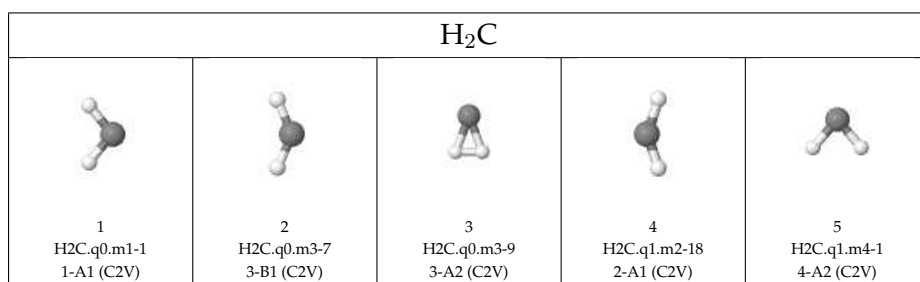 H₂C
1
H2C.q0.m1-1
1-A1 (C2V)
2
H2C.q0.m3-7
3-B1 (C2V)
3
H2C.q0.m3-9
3-A2 (C2V)
4
H2C.q1.m2-18
2-A1 (C2V)
5
H2C.q1.m4-1
4-A2 (C2V)